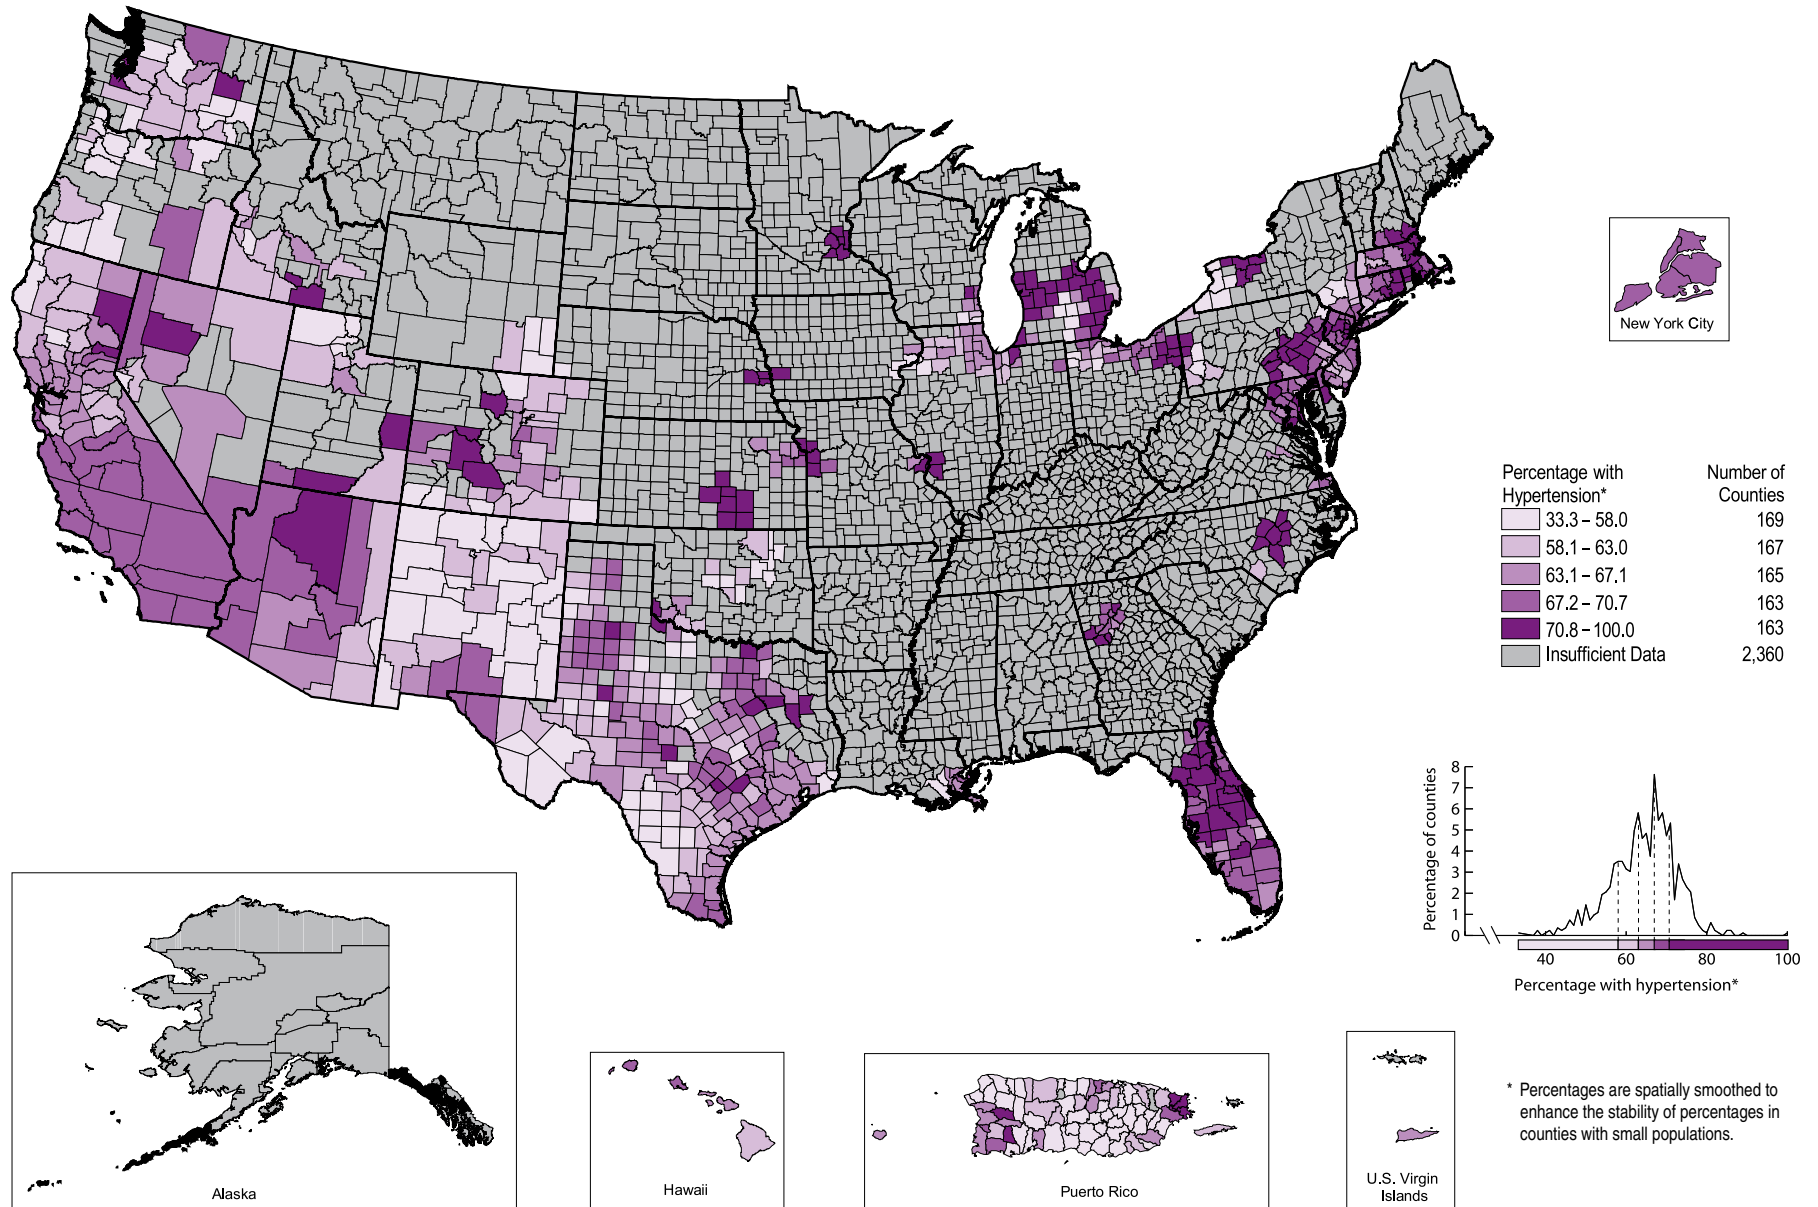 New York City
Percentage with Number of
Hypertension* Counties
33.3 – 58.0 169
58.1 – 63.0 167
63.1 – 67.1 165
67.2 – 70.7 163
70.8 – 100.0 163
Insufficient Data 2,360
Percentage of counties
8
7
6
5
4
3
2
1
0
40 60 80 100
Percentage with hypertension*
* Percentages are spatially smoothed to
enhance the stability of percentages in
counties with small populations.
Alaska
Hawaii
Puerto Rico
U.S. Virgin
Islands